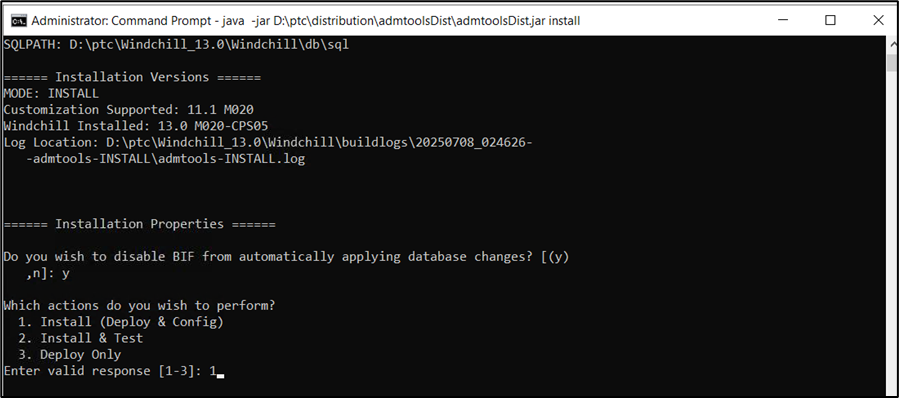 Administrator: Command Prompt - java  -jar D:\ptc\distribution\admtoolsDist\admtoolsDist.jar install
SQLPATH: D:\ptc\Windchill_13.0\Windchill\db\sql
====== Installation Versions ======
MODE: INSTALL
Customization Supported: 11.1 M020
Windchill Installed: 13.0 M020-CPS05
Log Location: D:\ptc\Windchill_13.0\Windchill\buildlogs\20250708_024626-
-admtools-INSTALL\admtools-INSTALL.log
====== Installation Properties ======
Do you wish to disable BIF from automatically applying database changes? [(y)
,n]: y
Which actions do you wish to perform?
1. Install (Deploy & Config)
2. Install & Test
3. Deploy Only
Enter valid response [1-3]: 1